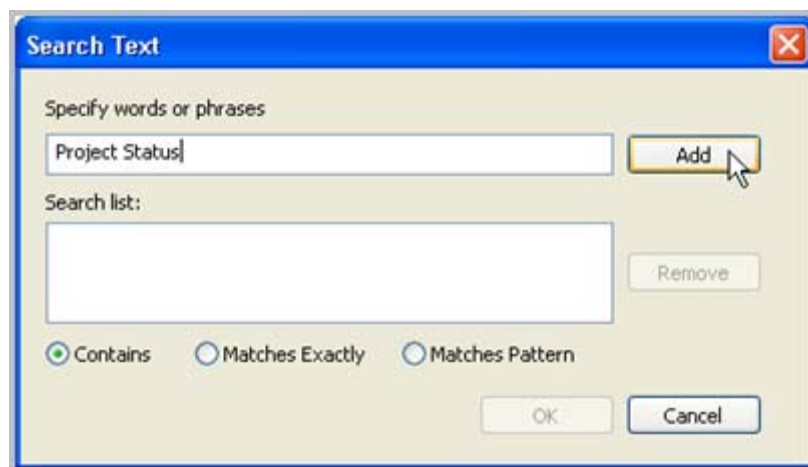 Search Text
Specify words or phrases
Project Status
Add
Search list:
Remove
Contains Matches Exactly Matches Pattern
OK Cancel